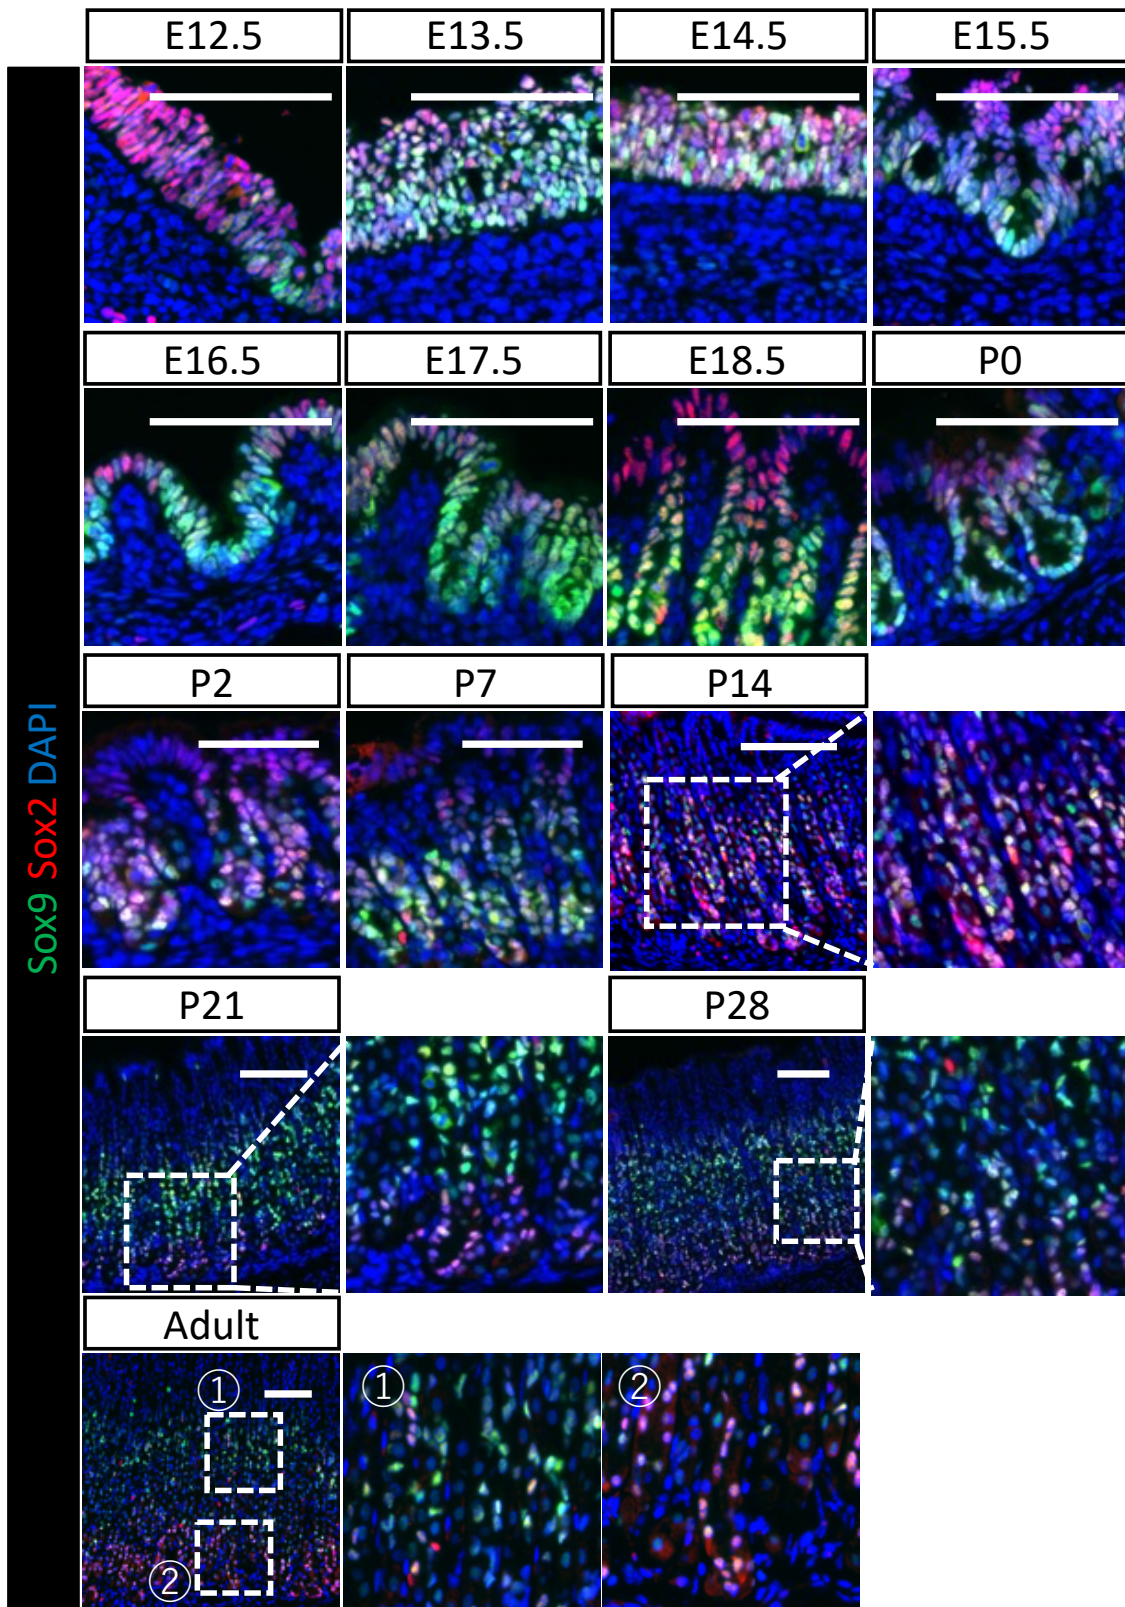 E12.5
E13.5
E14.5
E15.5
Sox9 Sox2 DAPI
E16.5
E17.5
E18.5
P0
P2
P7
P14
P21
P28
Adult
①
②
①
②